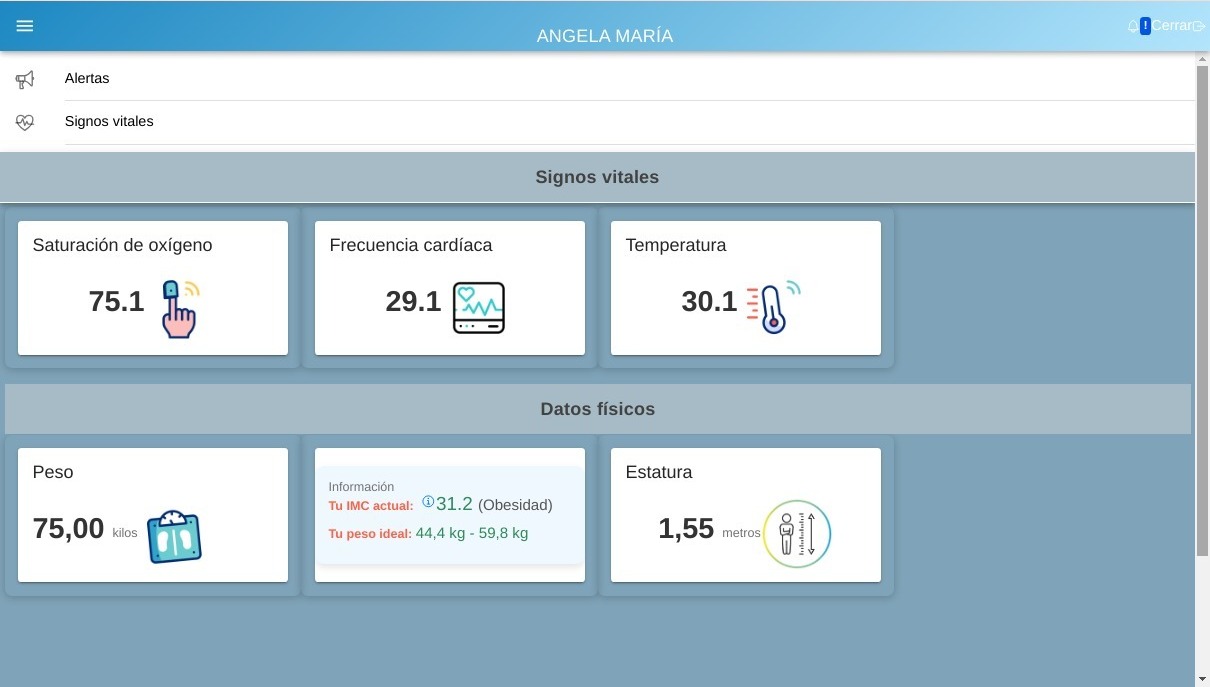 ANGELA MARÍA
! Cerrar
Alertas
Signos vitales
Signos vitales
Saturación de oxígeno
75.1
Frecuencia cardíaca
29.1
Temperatura
30.1
Datos físicos
Peso
75,00 kilos
Información
Tu IMC actual: 31.2 (Obesidad)
Tu peso ideal: 44,4 kg - 59,8 kg
Estatura
1,55 metros